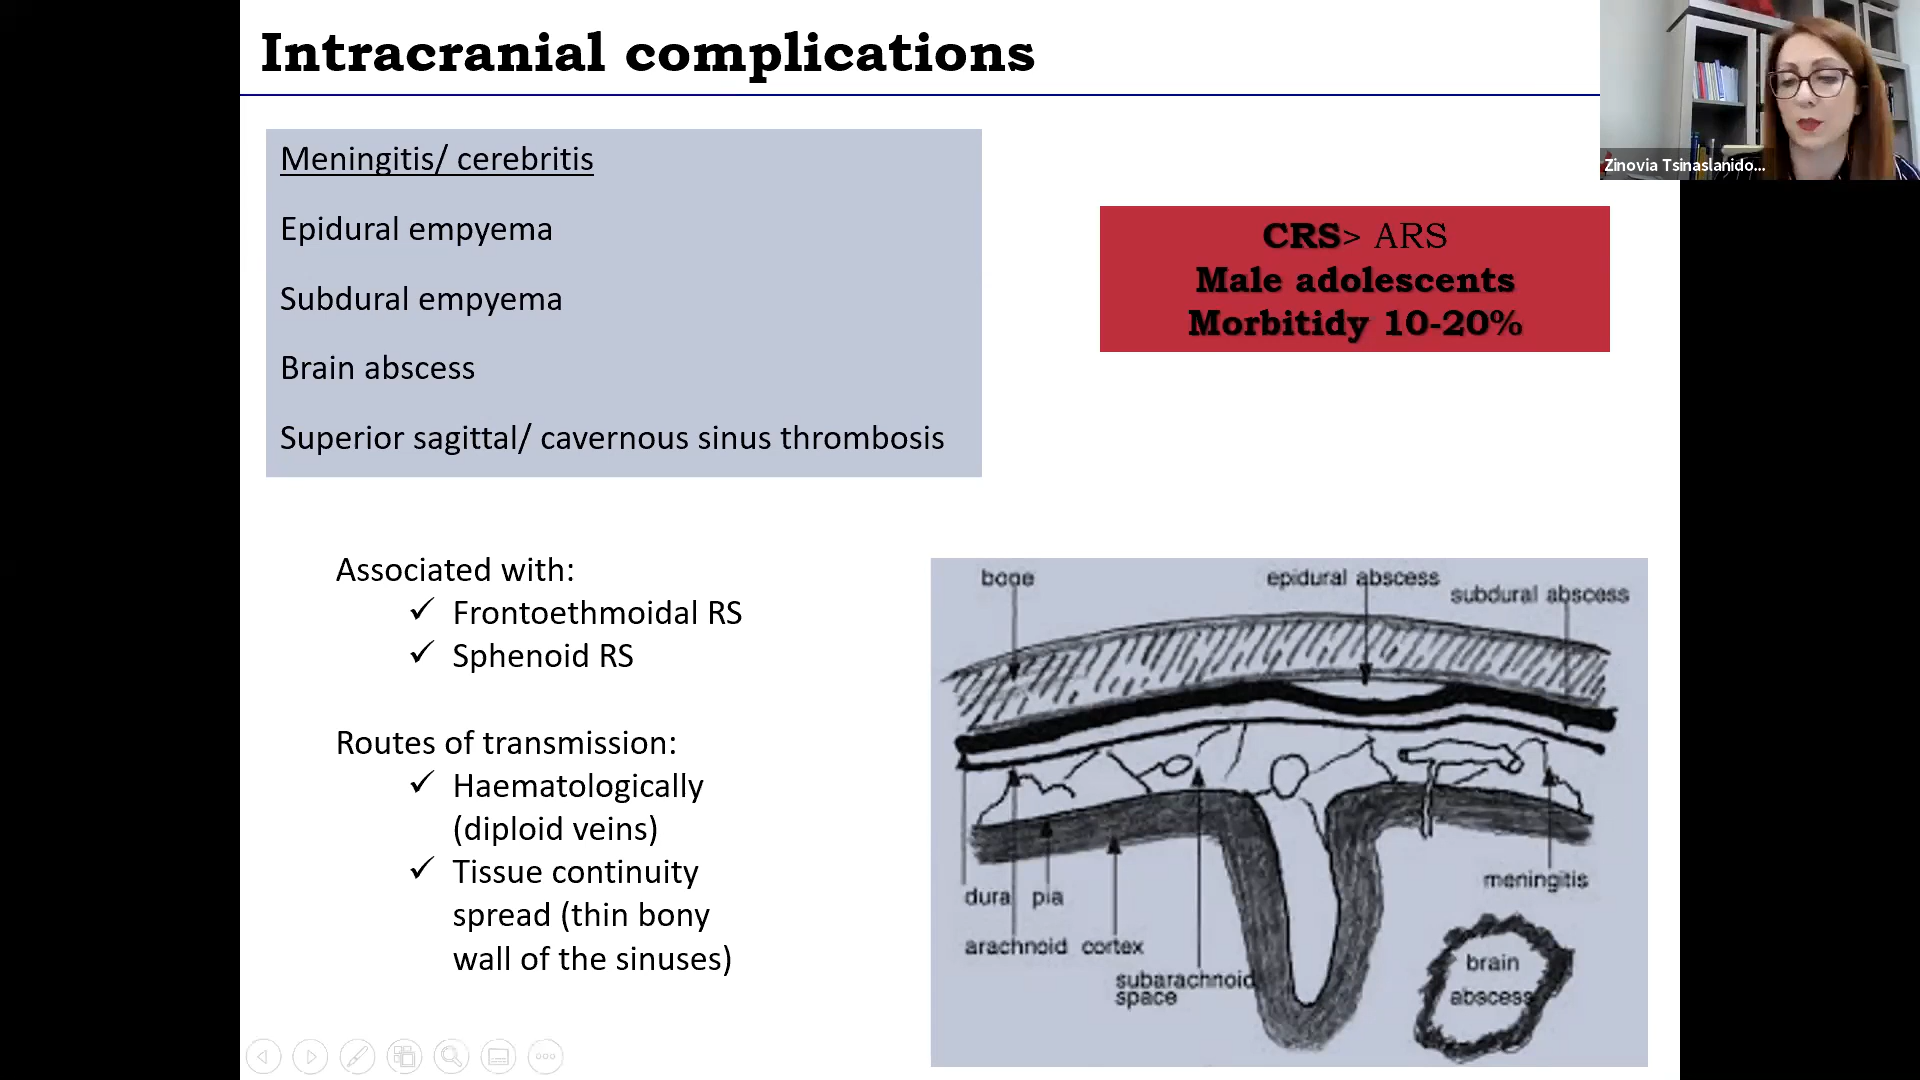 Intracranial complications
Zinovia Tsinaslanido...
Meningitis/ cerebritis
Epidural empyema
Subdural empyema
Brain abscess
Superior sagittal/ cavernous sinus thrombosis
CRS> ARS
Male adolescents
Morbitidy 10-20%
Associated with:
✓ Frontoethmoidal RS
✓ Sphenoid RS
Routes of transmission:
✓ Haematologically
(diploid veins)
✓ Tissue continuity
spread (thin bony
wall of the sinuses)
bone
epidural abscess
subdural abscess
dura
pia
meningitis
arachnoid
cortex
subarachnoid
space
brain
abscess